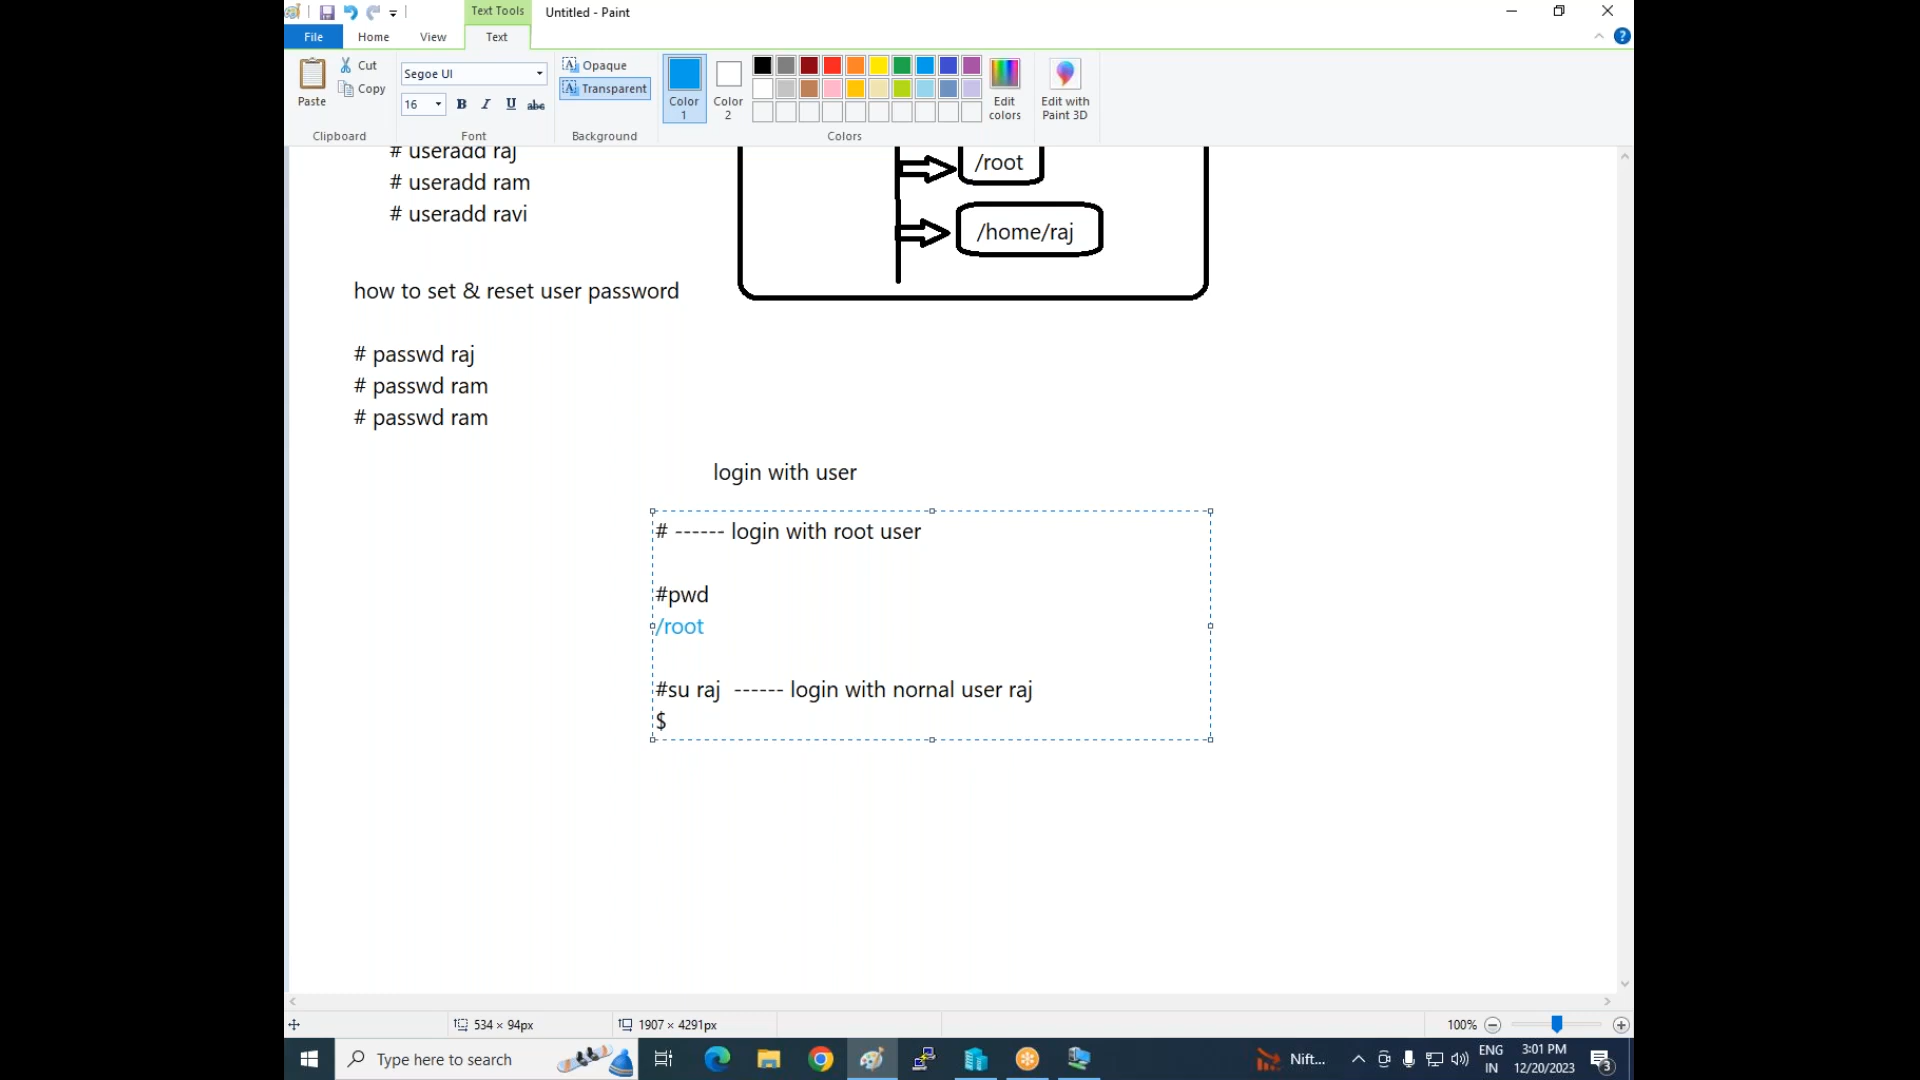 Text Tools
Untitled - Paint
File
Home
View
Text
Paste
Cut
Copy
Clipboard
Segoe UI
16
B I U abc
Font
Opaque
Transparent
Background
Color 1
Color 2
Colors
Edit colors
Edit with Paint 3D
# useradd raj
# useradd ram
# useradd ravi
/root
/home/raj
how to set & reset user password
# passwd raj
# passwd ram
# passwd ram
login with user
# ------ login with root user
#pwd
/root
#su raj ------ login with nornal user raj
$
534 × 94px
1907 × 4291px
100%
Type here to search
Nift...
ENG
IN
3:01 PM
12/20/2023
3